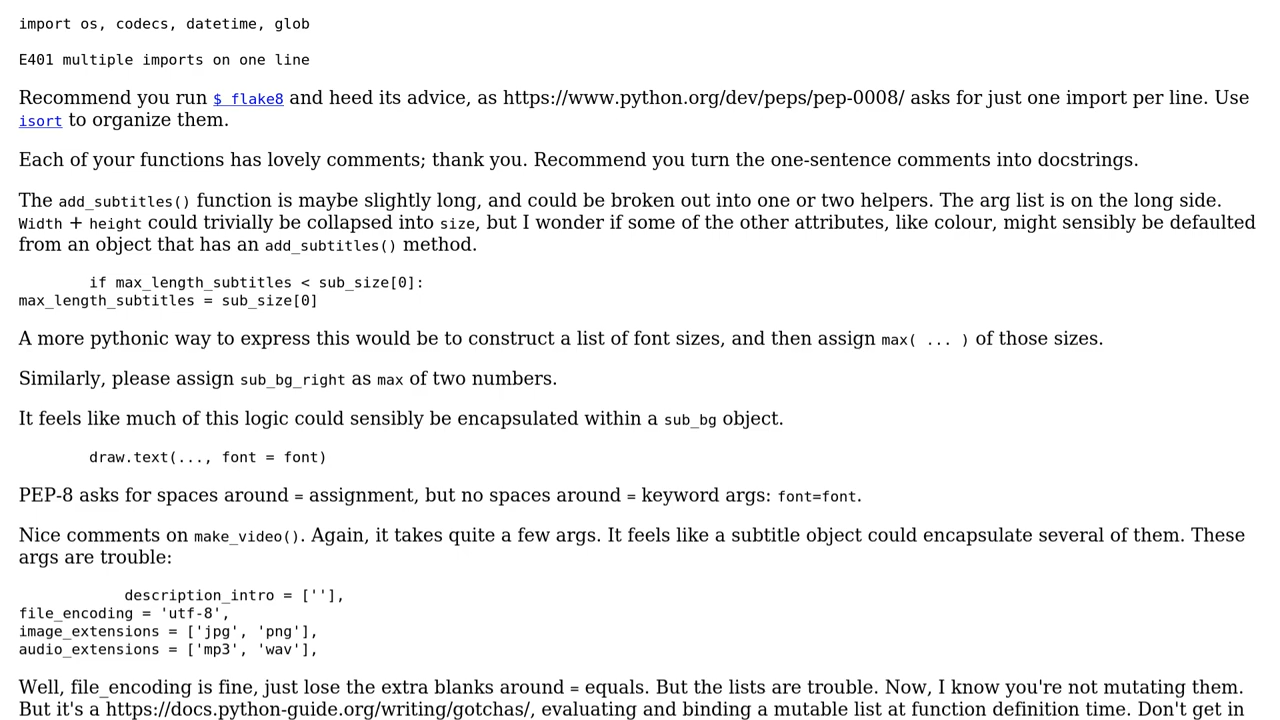 import os, codecs, datetime, glob
E401 multiple imports on one line
Recommend you run $ flake8 and heed its advice, as https://www.python.org/dev/peps/pep-0008/ asks for just one import per line. Use
isort to organize them.
Each of your functions has lovely comments; thank you. Recommend you turn the one-sentence comments into docstrings.
The add_subtitles() function is maybe slightly long, and could be broken out into one or two helpers. The arg list is on the long side.
Width + height could trivially be collapsed into size, but I wonder if some of the other attributes, like colour, might sensibly be defaulted
from an object that has an add_subtitles() method.
if max_length_subtitles < sub_size[0]:
max_length_subtitles = sub_size[0]
A more pythonic way to express this would be to construct a list of font sizes, and then assign max( ... ) of those sizes.
Similarly, please assign sub_bg_right as max of two numbers.
It feels like much of this logic could sensibly be encapsulated within a sub_bg object.
draw.text(..., font = font)
PEP-8 asks for spaces around = assignment, but no spaces around = keyword args: font=font.
Nice comments on make_video(). Again, it takes quite a few args. It feels like a subtitle object could encapsulate several of them. These
args are trouble:
description_intro = [''],
file_encoding = 'utf-8',
image_extensions = ['jpg', 'png'],
audio_extensions = ['mp3', 'wav'],
Well, file_encoding is fine, just lose the extra blanks around = equals. But the lists are trouble. Now, I know you're not mutating them.
But it's a https://docs.python-guide.org/writing/gotchas/, evaluating and binding a mutable list at function definition time. Don't get in